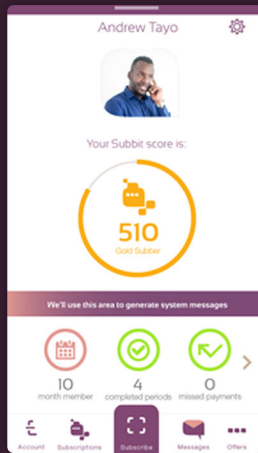 Andrew Tayo
Your Subbit score is:
510
Gold Subber
We'll use this area to generate system messages
10
month member
4
completed periods
0
missed payments
Account
Subscriptions
Subscribe
Messages
Offers